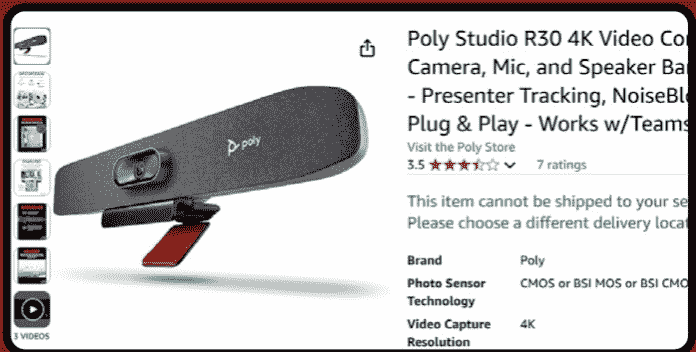 poly
3 VIDEOS
Poly Studio R30 4K Video Co
Camera, Mic, and Speaker Ba
- Presenter Tracking, NoiseBl
Plug & Play - Works w/Teams
Visit the Poly Store
3.5 7 ratings
This item cannot be shipped to your se
Please choose a different delivery locat
Brand Poly
Photo Sensor CMOS or BSI MOS or BSI CMO
Technology
Video Capture 4K
Resolution